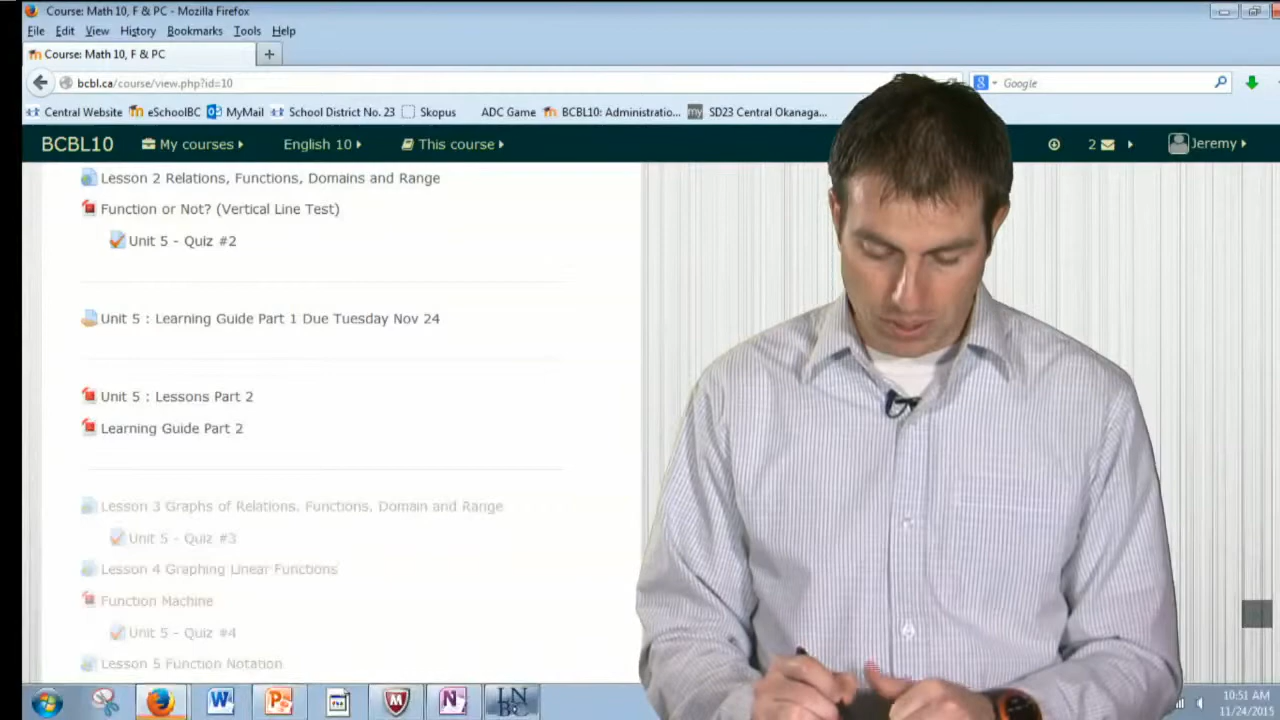 Course: Math 10, F & PC - Mozilla Firefox
File Edit View History Bookmarks Tools Help
Course: Math 10, F & PC
bcbl.ca/course/view.php?id=10
Google
Central Website eSchoolBC MyMail School District No. 23 Skopus ADC Game BCBL10: Administratio... my SD23 Central Okanaga...
BCBL10 My courses English 10 This course 2 Jeremy
Lesson 2 Relations, Functions, Domains and Range
Function or Not? (Vertical Line Test)
Unit 5 - Quiz #2
Unit 5 : Learning Guide Part 1 Due Tuesday Nov 24
Unit 5 : Lessons Part 2
Learning Guide Part 2
Lesson 3 Graphs of Relations, Functions, Domain and Range
Unit 5 - Quiz #3
Lesson 4 Graphing Linear Functions
Function Machine
Unit 5 - Quiz #4
Lesson 5 Function Notation
LN BC
10:51 AM
11/24/2015